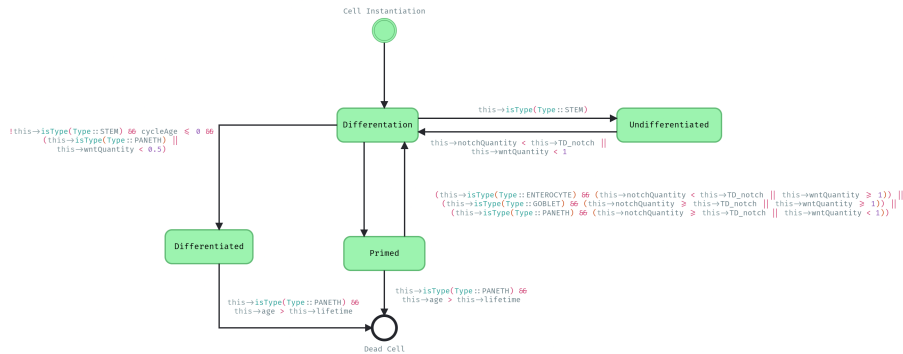 Cell Instantiation
this->isType(Type::STEM)
Differentation
Undifferentiated
!this->isType(Type::STEM) && cycleAge <= 0 &&
(this->isType(Type::PANETH) ||
this->wntQuantity < 0.5)
this->notchQuantity < this->TD_notch ||
this->wntQuantity < 1
(this->isType(Type::ENTEROCYTE) && (this->notchQuantity < this->TD_notch || this->wntQuantity >= 1)) ||
(this->isType(Type::GOBLET) && (this->notchQuantity >= this->TD_notch || this->wntQuantity >= 1)) ||
(this->isType(Type::PANETH) && (this->notchQuantity >= this->TD_notch || this->wntQuantity < 1))
Differentiated
Primed
this->isType(Type::PANETH) &&
this->age > this->lifetime
this->isType(Type::PANETH) &&
this->age > this->lifetime
Dead Cell